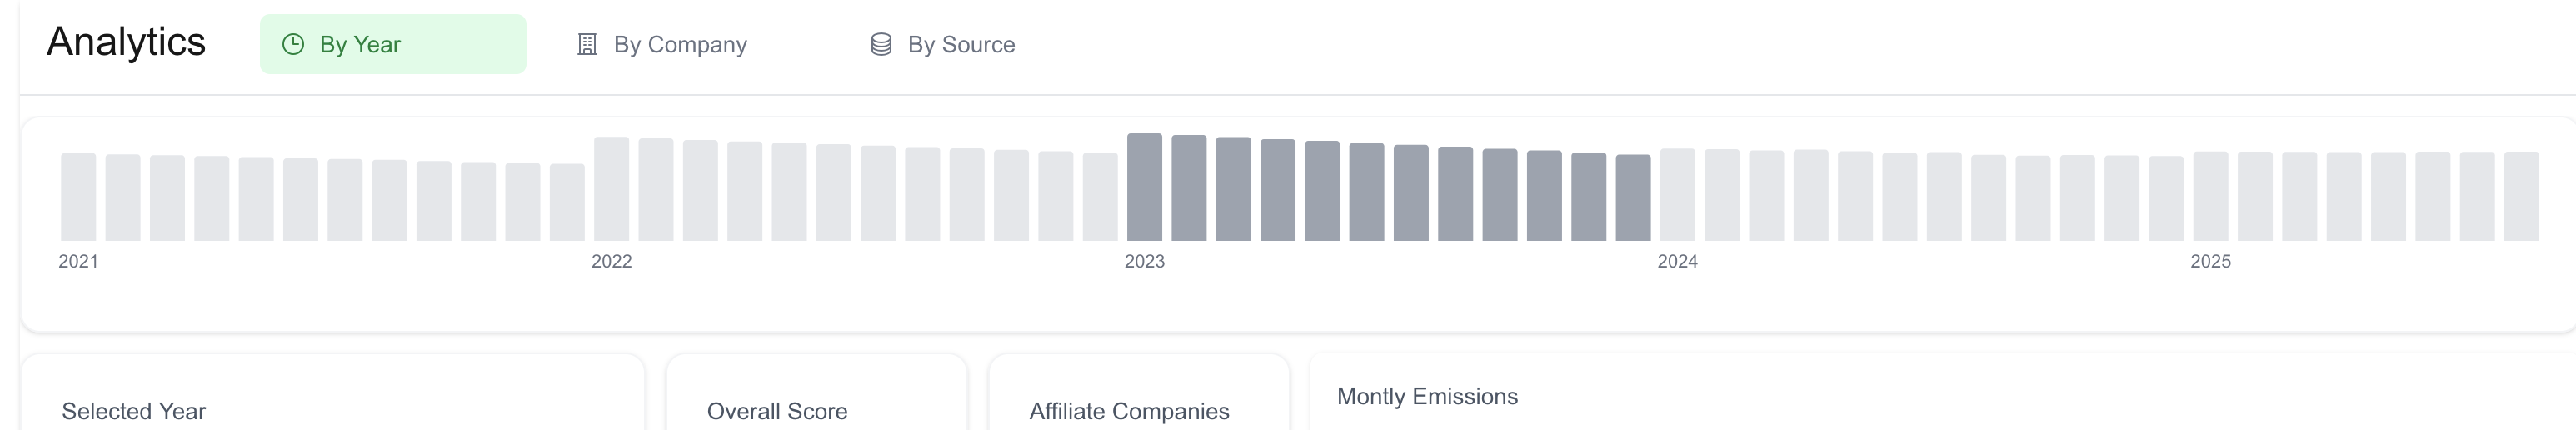 Analytics
By Year
By Company
By Source
2021
2022
2023
2024
2025
Selected Year
Overall Score
Affiliate Companies
Montly Emissions